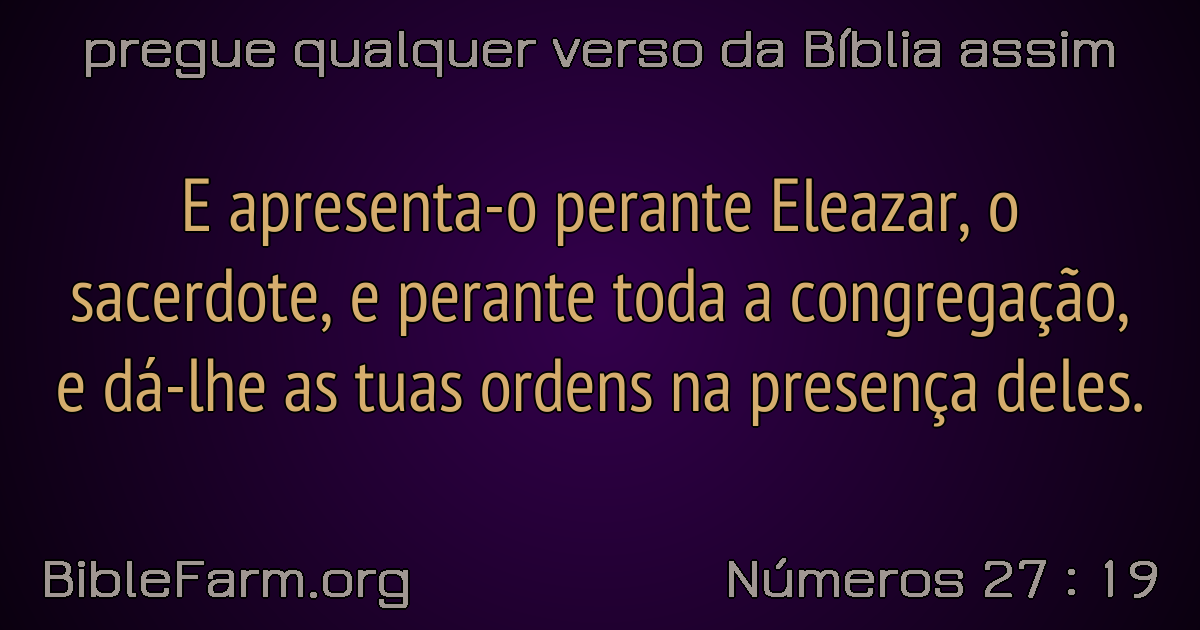 pregue qualquer verso da Bíblia assim
E apresenta-o perante Eleazar, o
sacerdote, e perante toda a congregação,
e dá-lhe as tuas ordens na presença deles.
BibleFarm.org
Números 27 : 19